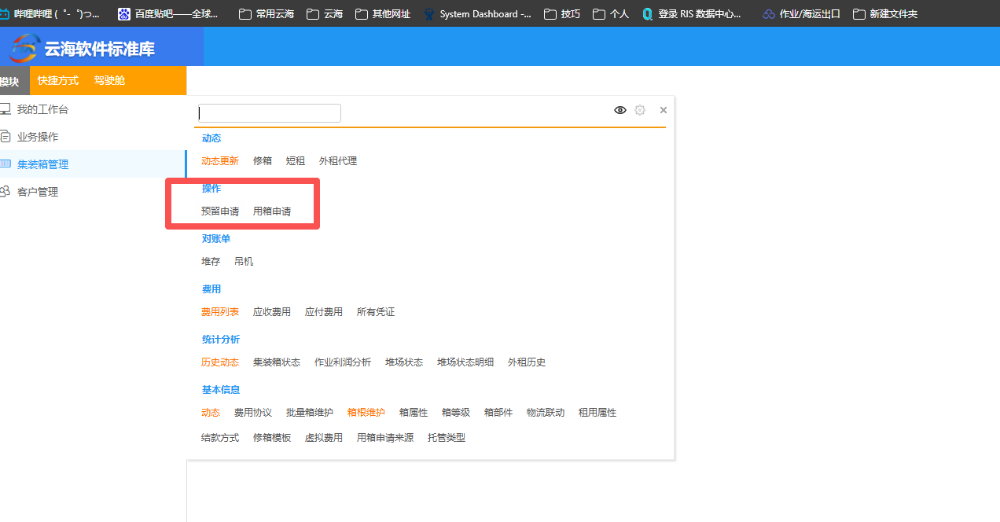 哔哩哔哩 ( ゜- ゜)つ... 百度贴吧——全球... 常用云海 云海 其他网址 System Dashboard -... 技巧 个人 登录 RIS 数据中心... 作业/海运出口 新建文件夹
云海软件标准库
模块 快捷方式 驾驶舱
我的工作台
业务操作
集装箱管理
客户管理
动态
动态更新 修箱 短租 外租代理
操作
预留申请 用箱申请
对账单
堆存 吊机
费用
费用列表 应收费用 应付费用 所有凭证
统计分析
历史动态 集装箱状态 作业利润分析 堆场状态 堆场状态明细 外租历史
基本信息
动态 费用协议 批量箱维护 箱根维护 箱属性 箱等级 箱部件 物流联动 租用属性
结款方式 修箱模板 虚拟费用 用箱申请来源 托管类型